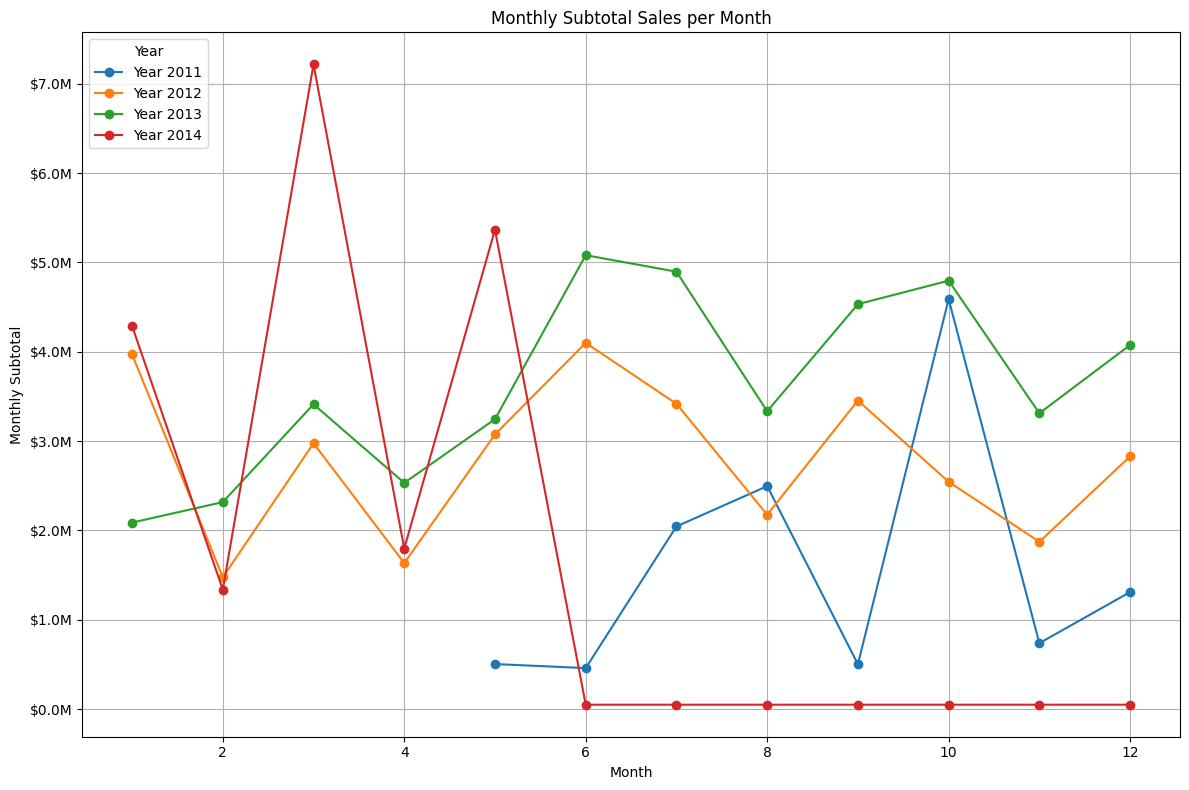 Monthly Subtotal Sales per Month
Year
Year 2011
Year 2012
Year 2013
Year 2014
$7.0M
$6.0M
$5.0M
$4.0M
$3.0M
$2.0M
$1.0M
$0.0M
Monthly Subtotal
2 4 6 8 10 12
Month